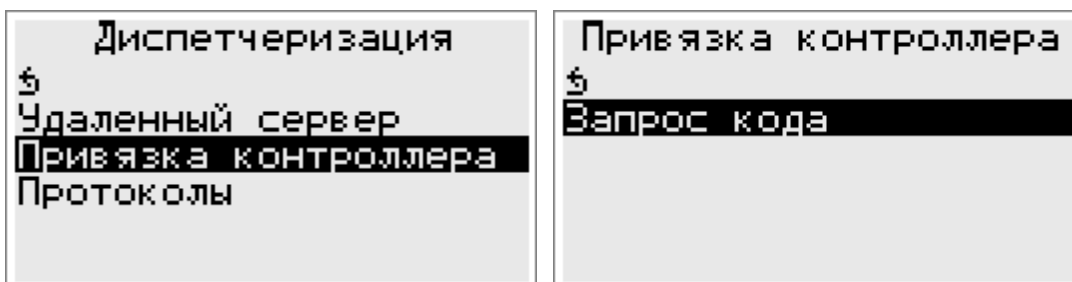 Диспетчеризация
Удаленный сервер
Привязка контроллера
Протоколы
Привязка контроллера
Запрос кода